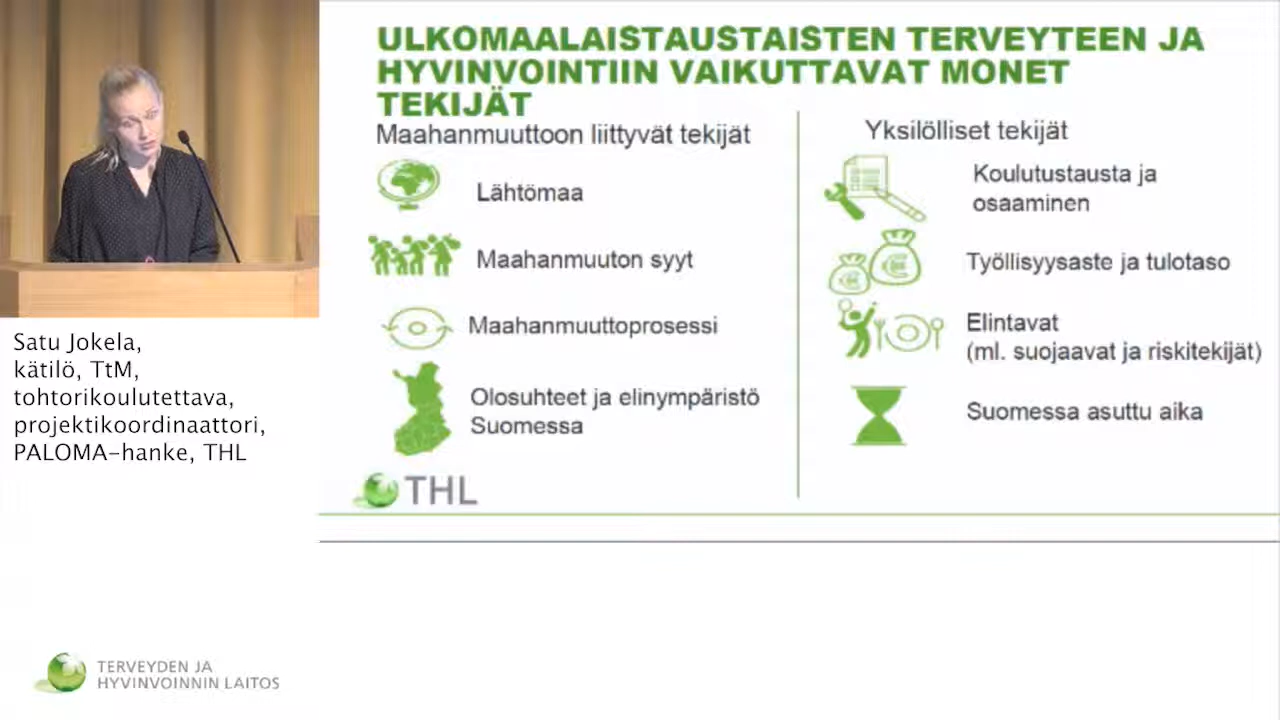 ULKOMAALAISTAUSTAISTEN TERVEYTEEN JA
HYVINVOINTIIN VAIKUTTAVAT MONET
TEKIJÄT
Maahanmuuttoon liittyvät tekijät
Lähtömaa
Maahanmuuton syyt
Maahanmuuttoprosessi
Olosuhteet ja elinympäristö
Suomessa
Yksilölliset tekijät
Koulutustausta ja
osaaminen
Työllisyysaste ja tulotaso
Elintavat
(ml. suojaavat ja riskitekijät)
Suomessa asuttu aika
THL
Satu Jokela,
kätilö, TtM,
tohtorikoulutettava,
projektikoordinaattori,
PALOMA-hanke, THL
TERVEYDEN JA
HYVINVOINNIN LAITOS